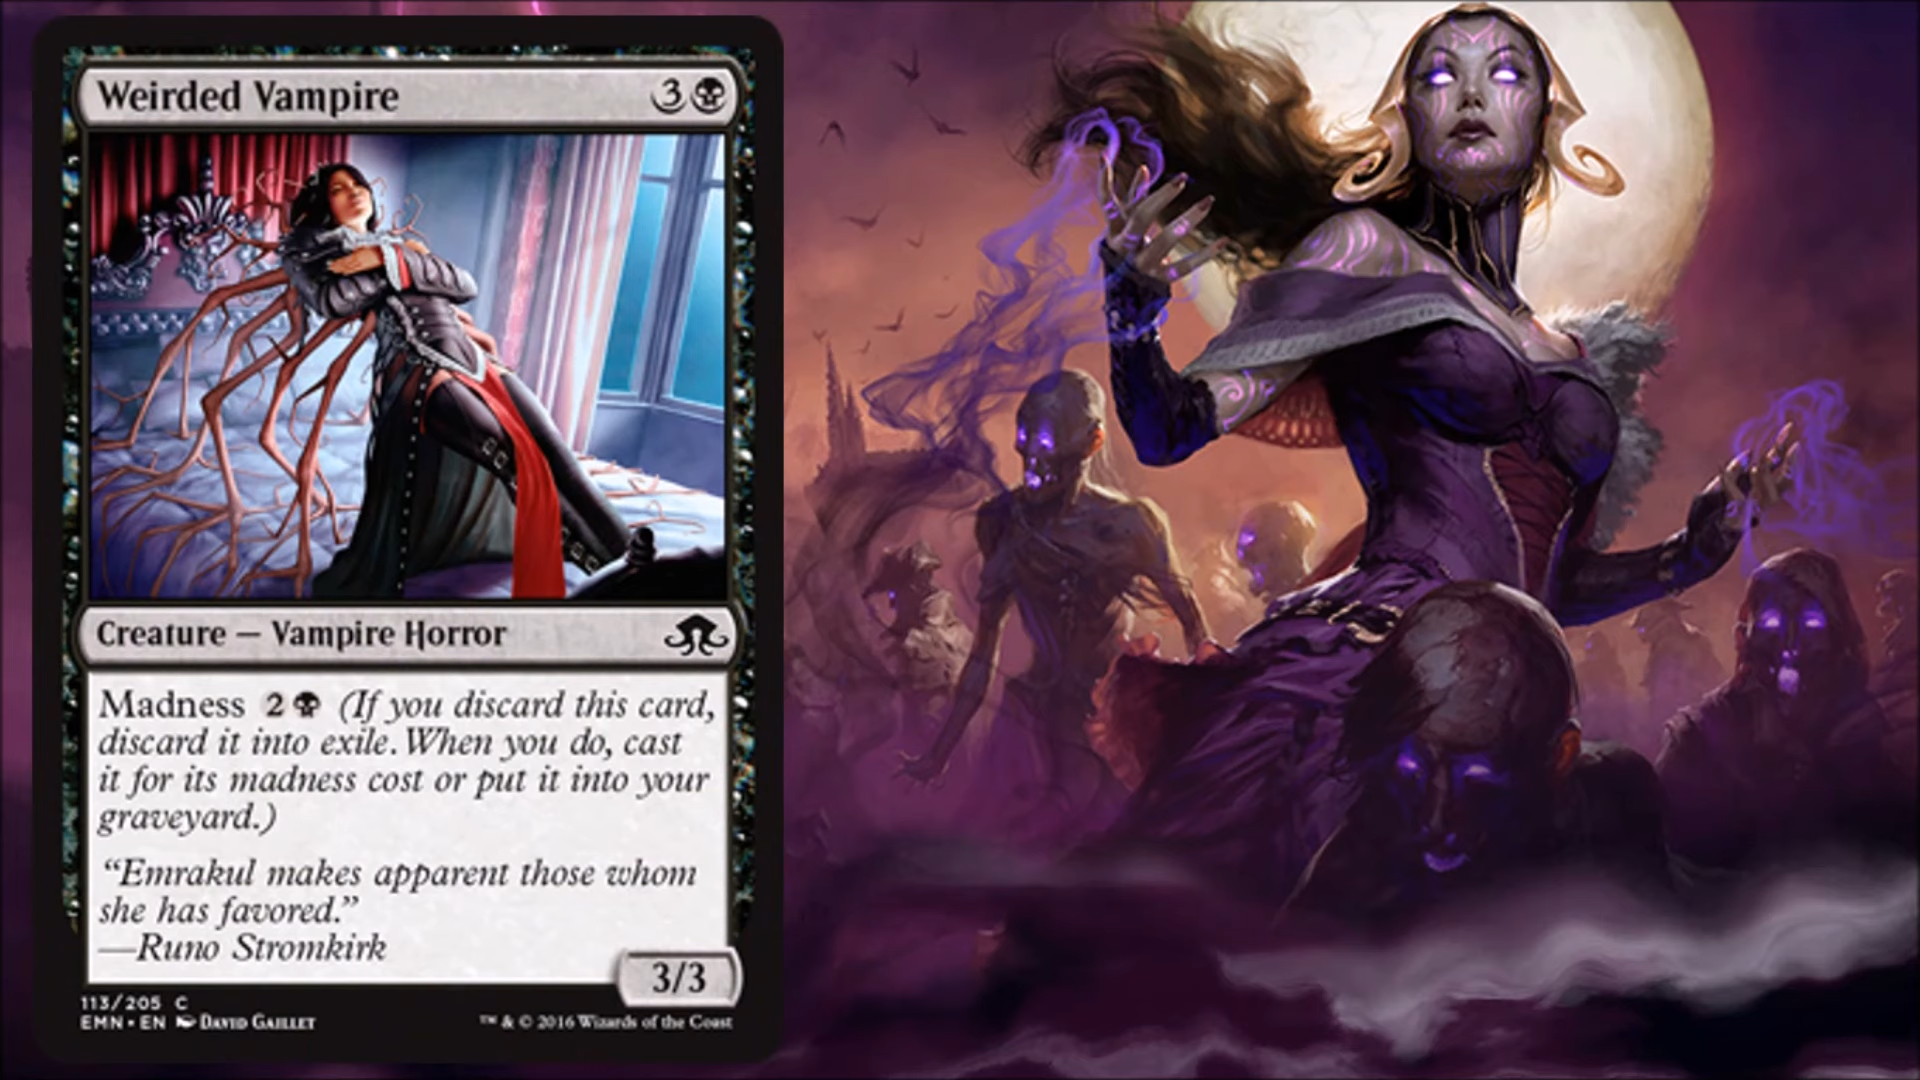 Weirded Vampire 3
Creature — Vampire Horror
Madness 2 (If you discard this card,
discard it into exile. When you do, cast
it for its madness cost or put it into your
graveyard.)
“Emrakul makes apparent those whom
she has favored.”
—Runo Stromkirk
3/3
113/205 C
EMN • EN DAVID GAILLET
™ & © 2016 Wizards of the Coast